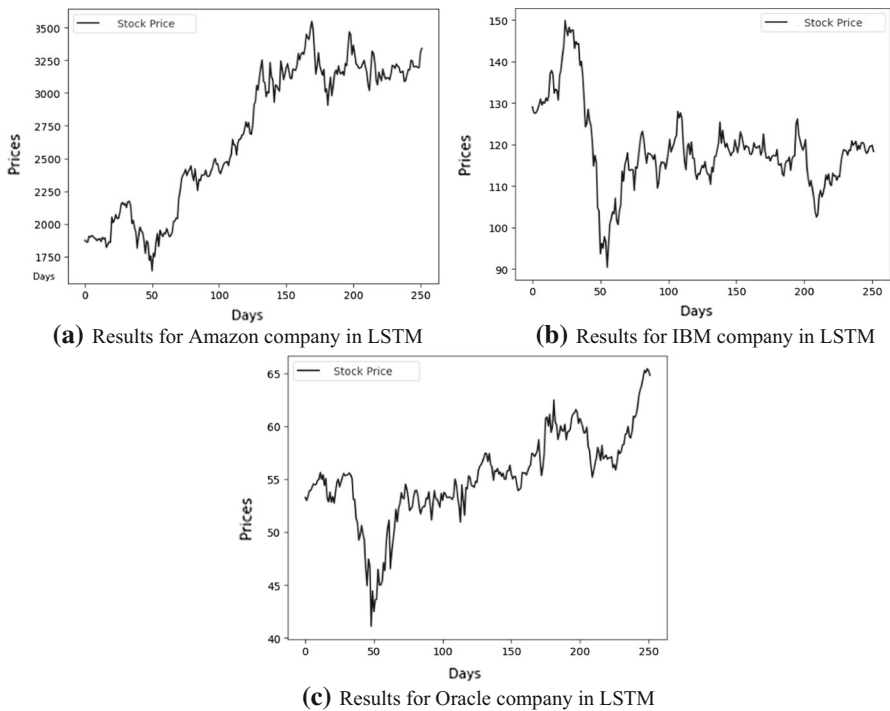 Stock Price
3500
3250
3000
2750
2500
2250
2000
1750
Prices
Days
0 50 100 150 200 250
Days
(a) Results for Amazon company in LSTM
Stock Price
150
140
130
120
110
100
90
Prices
0 50 100 150 200 250
Days
(b) Results for IBM company in LSTM
Stock Price
65
60
55
50
45
40
Prices
0 50 100 150 200 250
Days
(c) Results for Oracle company in LSTM